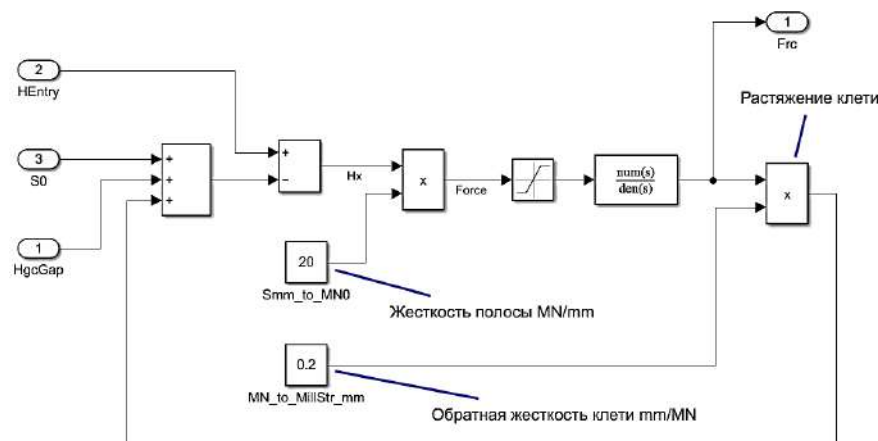 1
Frc
2
HEntry
Растяжение клети
3
S0
+
+
+
+
−
Hx
x
Force
num(s)
den(s)
x
1
HgcGap
20
Smm_to_MN0
Жесткость полосы MN/mm
0.2
MN_to_MillStr_mm
Обратная жесткость клети mm/MN